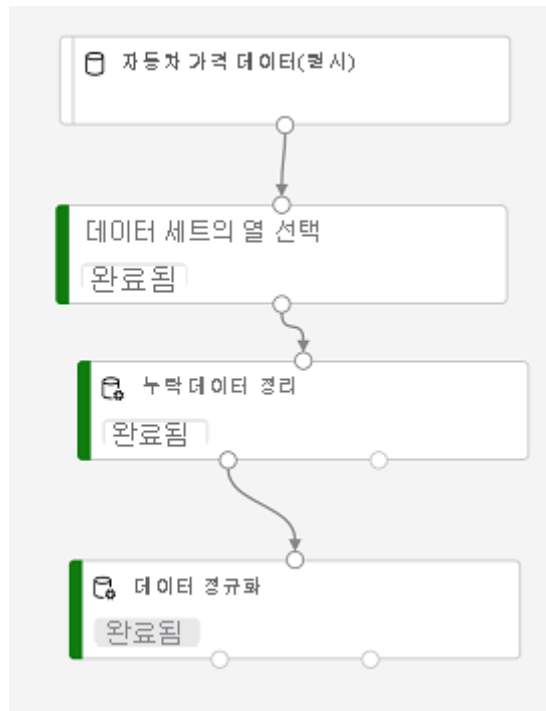 자동차 가격 데이터(원시)
데이터 세트의 열 선택
완료됨
누락 데이터 정리
완료됨
데이터 정규화
완료됨